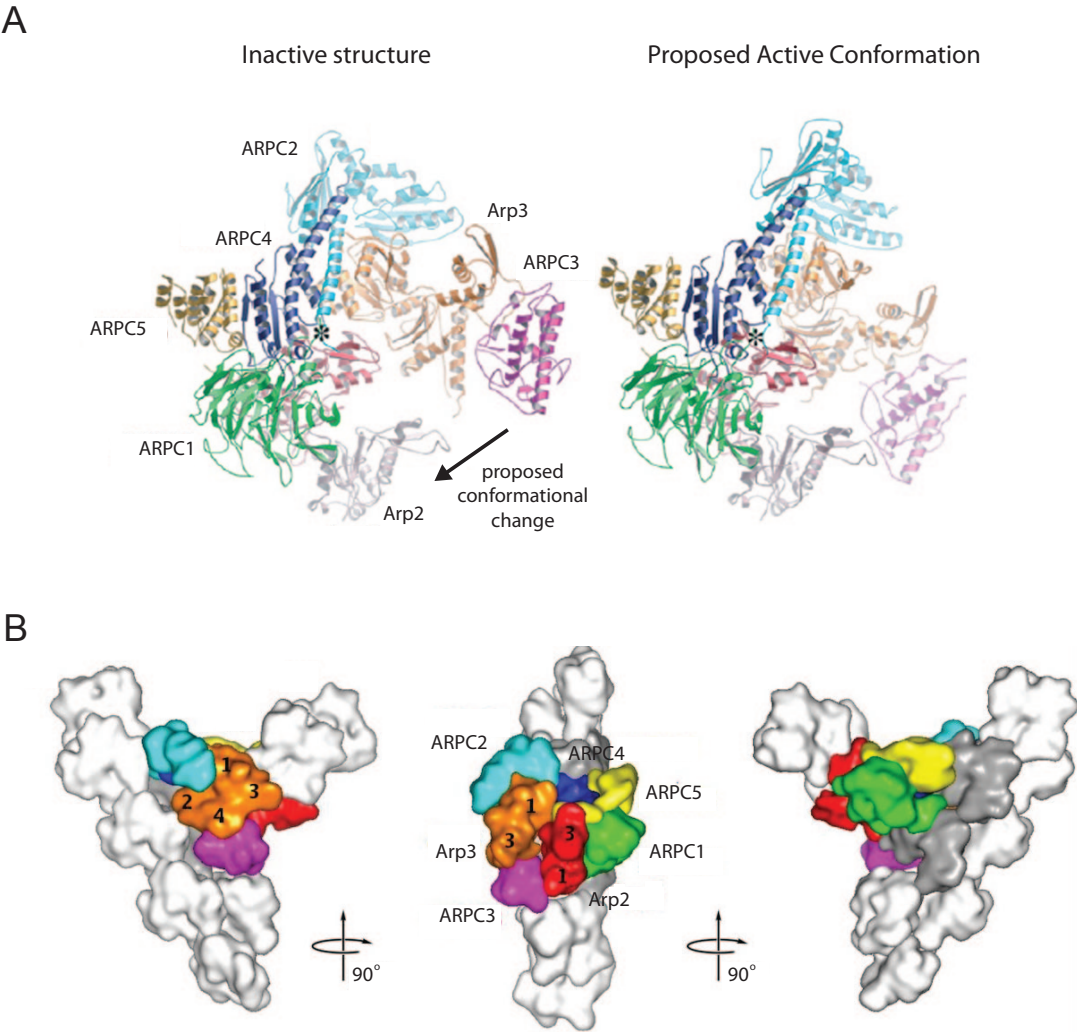 A
Inactive structure
Proposed Active Conformation
ARPC2
Arp3
ARPC4
ARPC3
ARPC5
*
*
ARPC1
proposed
conformational
change
Arp2
B
ARPC2
ARPC4
1
2
3
4
1
ARPC5
3
3
Arp3
ARPC1
1
Arp2
ARPC3
90°
90°